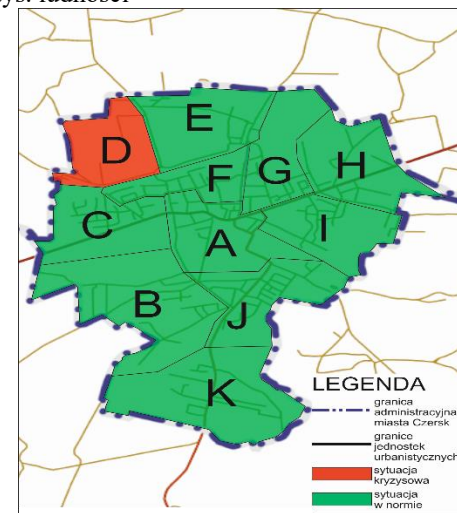 E
D
F
G
H
C
A
I
B
J
K
LEGENDA
granica
administracyjna
miasta Czersk
granice
jednostek
urbanistycznych
sytuacja
kryzysowa
sytuacja
w normie